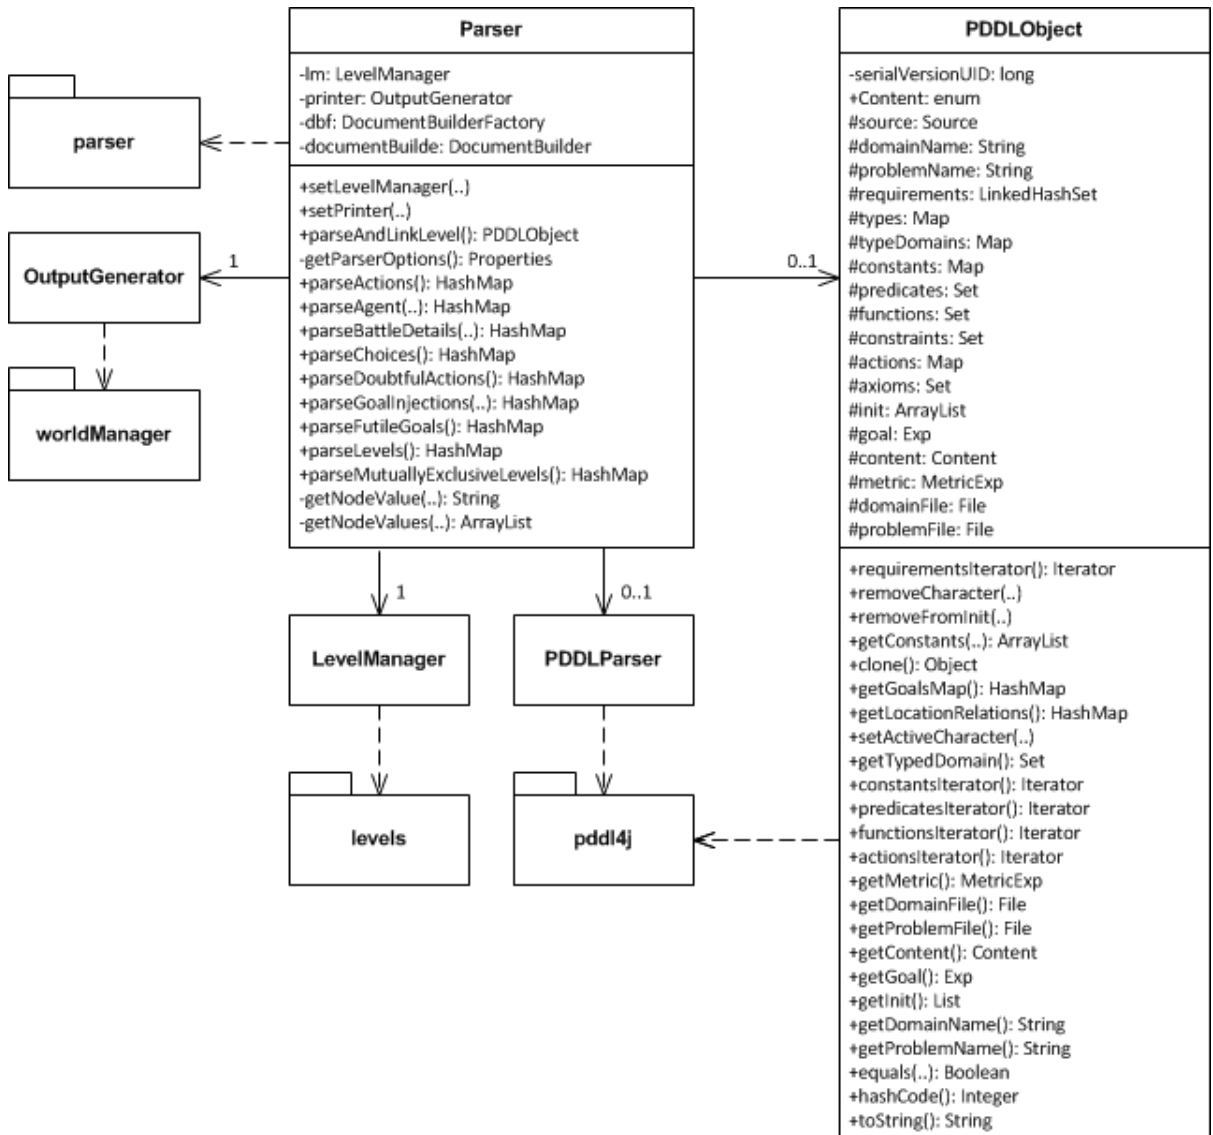 Parser
-lm: LevelManager
-printer: OutputGenerator
-dbf: DocumentBuilderFactory
-documentBuilde: DocumentBuilder
+setLevelManager(..)
+setPrinter(..)
+parseAndLinkLevel(): PDDLObject
-getParserOptions(): Properties
+parseActions(): HashMap
+parseAgent(..): HashMap
+parseBattleDetails(..): HashMap
+parseChoices(): HashMap
+parseDoubtfulActions(): HashMap
+parseGoalInjections(..): HashMap
+parseFutileGoals(): HashMap
+parseLevels(): HashMap
+parseMutuallyExclusiveLevels(): HashMap
-getNodeValue(..): String
-getNodeValues(..): ArrayList
parser
OutputGenerator
1
worldManager
1
LevelManager
levels
0..1
PDDLParser
pddl4j
0..1
PDDLObject
-serialVersionUID: long
+Content: enum
#source: Source
#domainName: String
#problemName: String
#requirements: LinkedHashSet
#types: Map
#typeDomains: Map
#constants: Map
#predicates: Set
#functions: Set
#constraints: Set
#actions: Map
#axioms: Set
#init: ArrayList
#goal: Exp
#content: Content
#metric: MetricExp
#domainFile: File
#problemFile: File
+requirementsIterator(): Iterator
+removeCharacter(..)
+removeFromInit(..)
+getConstants(..): ArrayList
+clone(): Object
+getGoalsMap(): HashMap
+getLocationRelations(): HashMap
+setActiveCharacter(..)
+getTypedDomain(): Set
+constantsIterator(): Iterator
+predicatesIterator(): Iterator
+functionsIterator(): Iterator
+actionsIterator(): Iterator
+getMetric(): MetricExp
+getDomainFile(): File
+getProblemFile(): File
+getContent(): Content
+getGoal(): Exp
+getInit(): List
+getDomainName(): String
+getProblemName(): String
+equals(..): Boolean
+hashCode(): Integer
+toString(): String